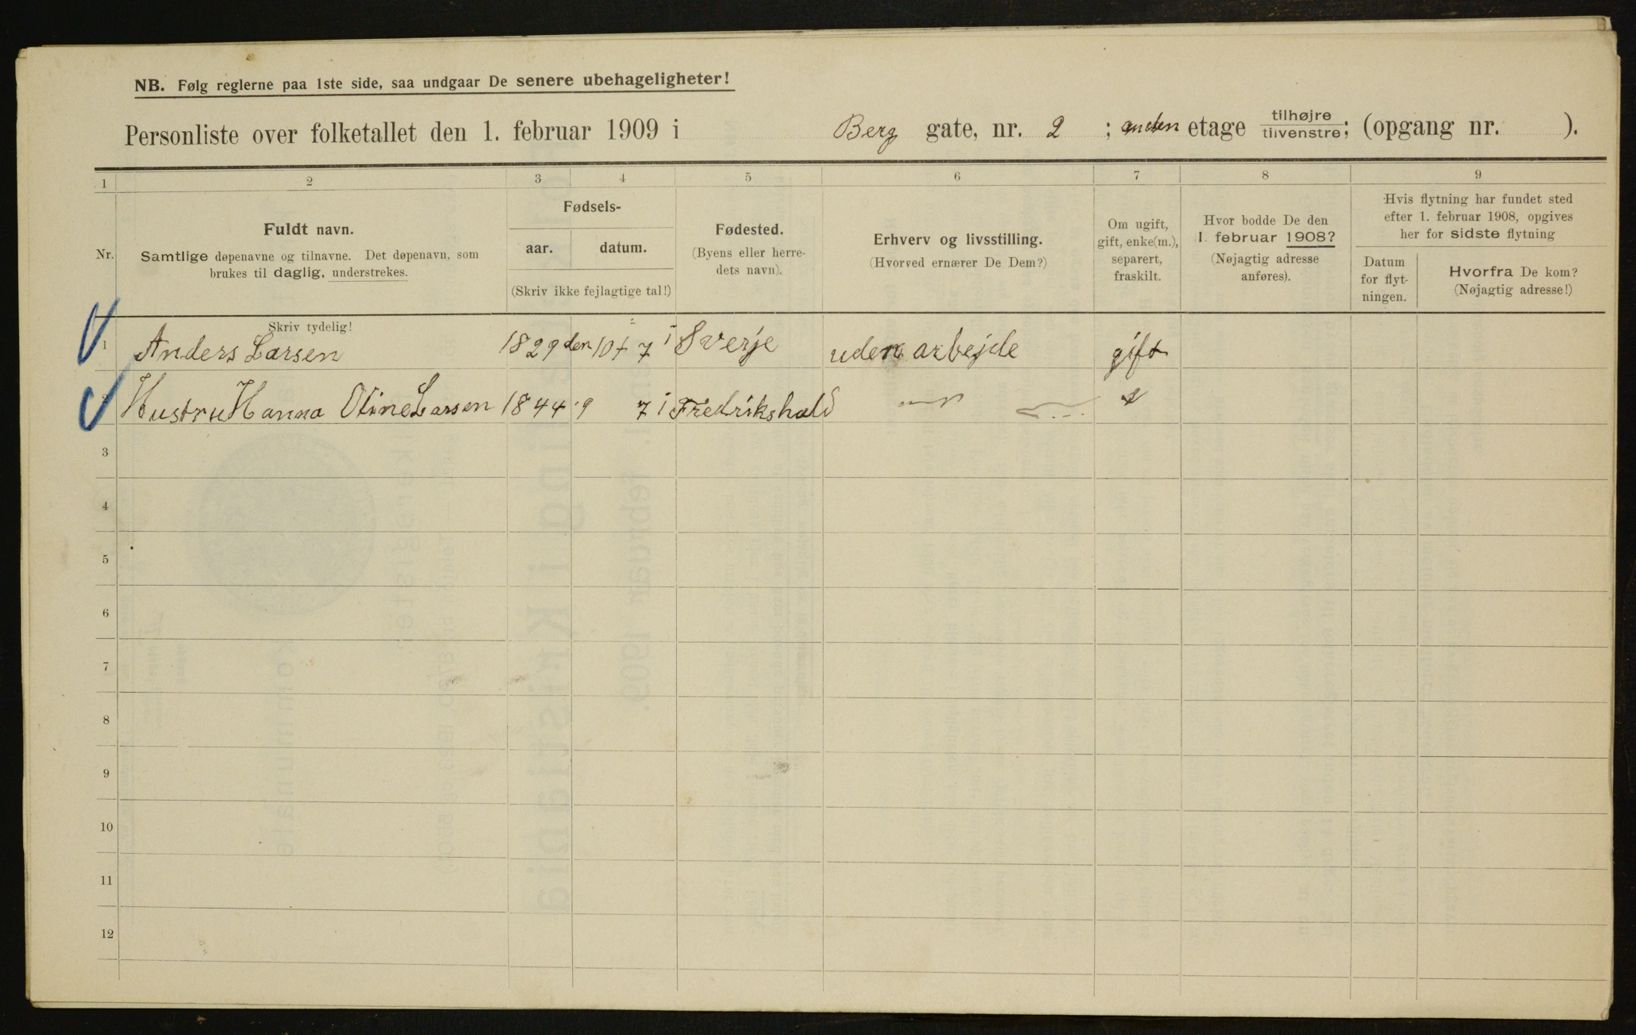 NB. Følg reglerne paa 1ste side, saa undgaar De senere ubehageligheter!
Personliste over folketallet den 1. februar 1909 i Berg gate, nr. 2 ; anden etage tilhøjre tilvenstre; (opgang nr. ).
1 2 3 4 5 6 7 8 9
Nr.
Fuldt navn.
Samtlige døpenavne og tilnavne. Det døpenavn, som
brukes til daglig, understrekes.
Fødsels-
aar. datum.
(Skriv ikke fejlagtige tal!)
Fødested.
(Byens eller herre-
dets navn).
Erhverv og livsstilling.
(Hvorved ernærer De Dem?)
Om ugift,
gift, enke(m.),
separert,
fraskilt.
Hvor bodde De den
1 februar 1908?
(Nøjagtig adresse
anføres).
Hvis flytning har fundet sted
efter 1. februar 1908, opgives
her for sidste flytning
Datum
for flyt-
ningen.
Hvorfra De kom?
(Nøjagtig adresse!)
Skriv tydelig!
1 Anders Larsen 1829 den 10 7 i Sverje uden arbejde gift
Hustru Hanna Oline Larsen 1844 9 7 i Fredrikshald
3
4
5
6
7
8
9
10
11
12